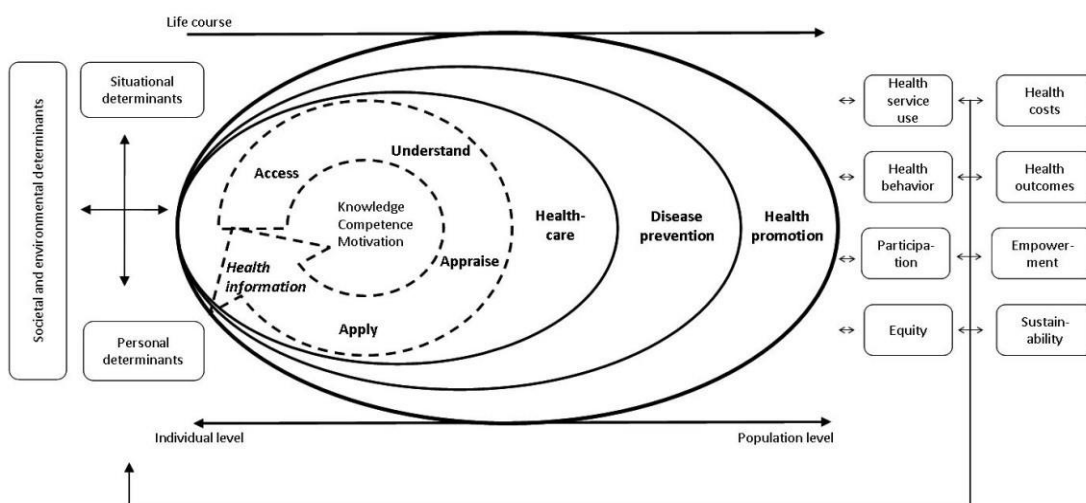 Life course
Societal and environmental determinants
Situational
determinants
Personal
determinants
Access
Understand
Knowledge
Competence
Motivation
Health
information
Appraise
Apply
Health-
care
Disease
prevention
Health
promotion
Individual level
Population level
Health
service
use
Health
costs
Health
behavior
Health
outcomes
Participa-
tion
Empower-
ment
Equity
Sustain-
ability